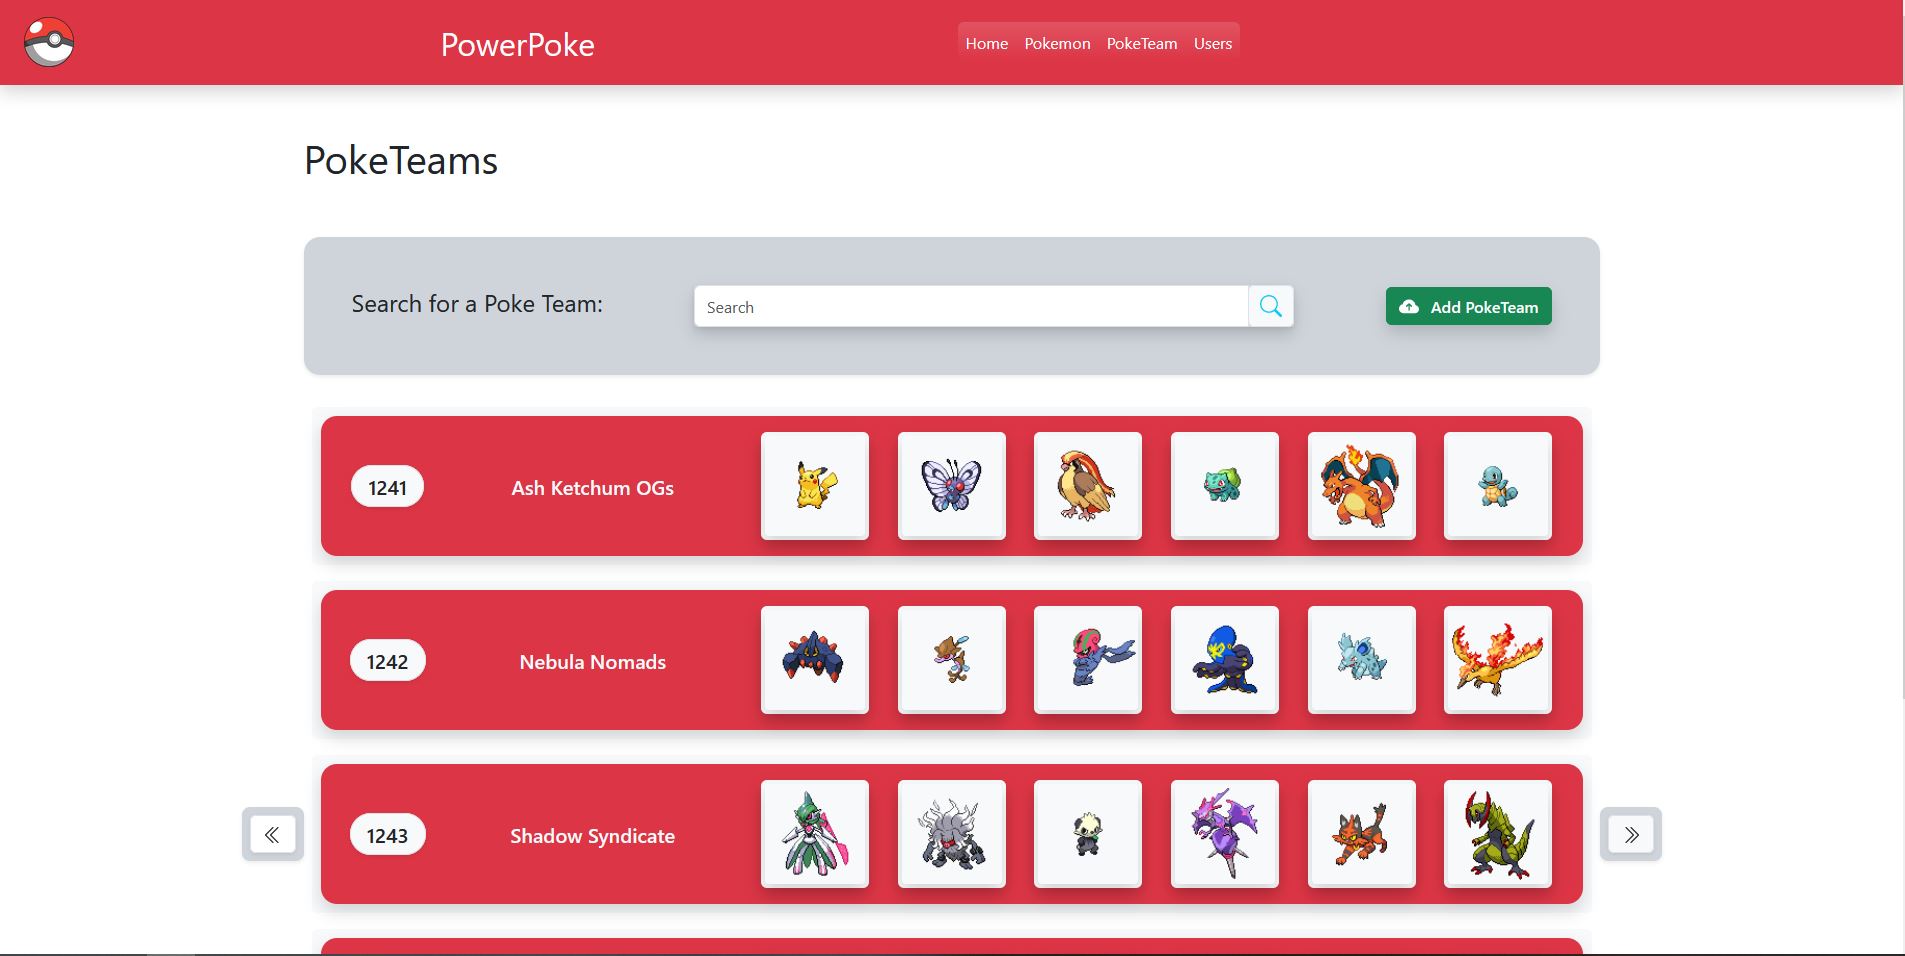 PowerPoke
Home Pokemon PokeTeam Users
PokeTeams
Search for a Poke Team:
Search
Add PokeTeam
1241
Ash Ketchum OGs
1242
Nebula Nomads
1243
Shadow Syndicate